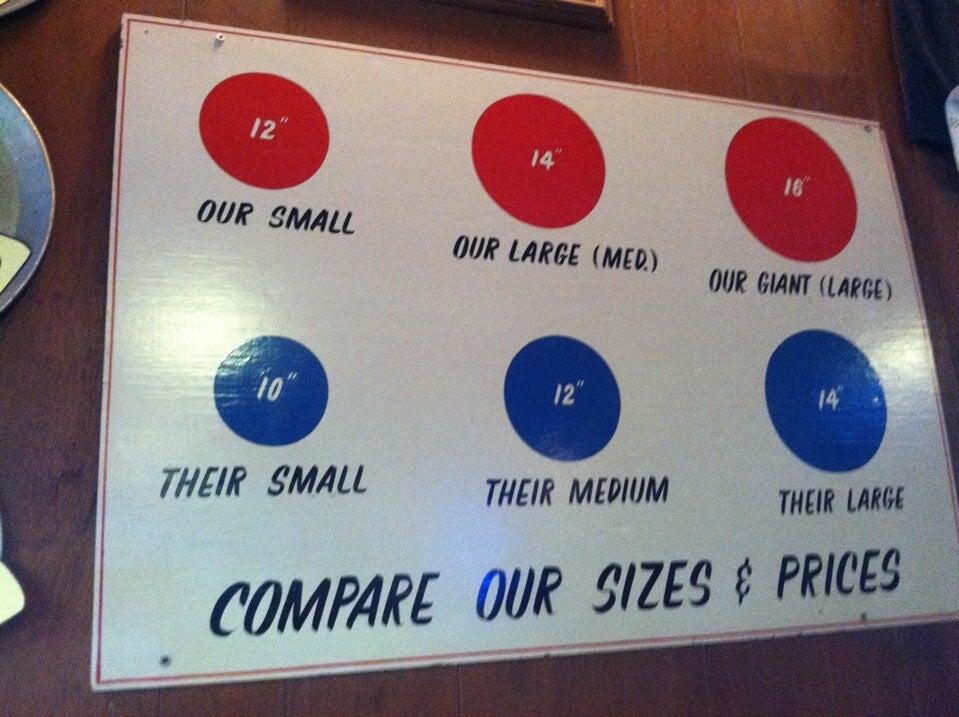 12" 14" 16"
OUR SMALL OUR LARGE (MED.) OUR GIANT (LARGE)
10" 12" 14"
THEIR SMALL THEIR MEDIUM THEIR LARGE
COMPARE OUR SIZES & PRICES